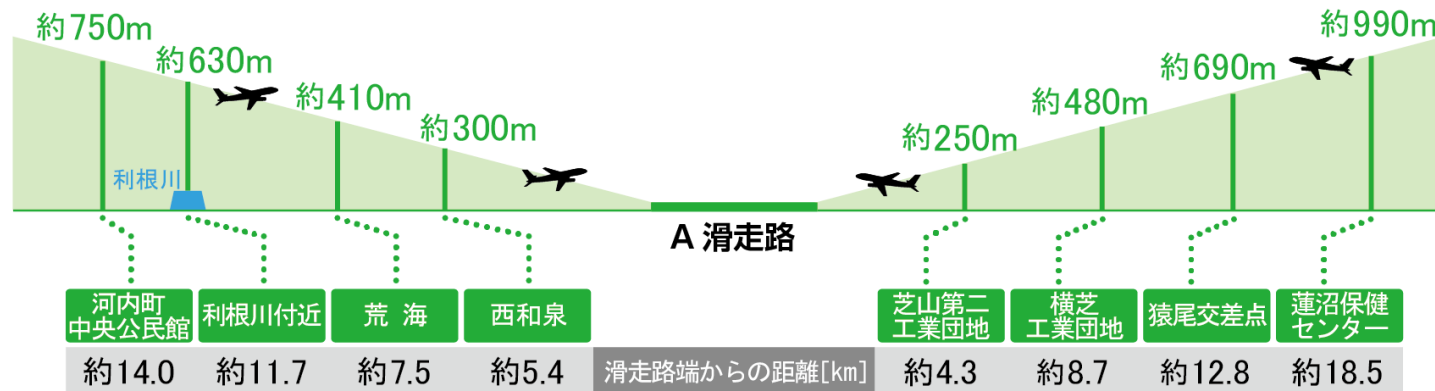 約750m
約630m
約410m
約300m
約250m
約480m
約690m
約990m
利根川
A 滑走路
河内町
中央公民館
利根川付近
荒 海
西和泉
芝山第二
工業団地
横芝
工業団地
猿尾交差点
蓮沼保健
センター
約14.0 約11.7 約7.5 約5.4 滑走路端からの距離[km] 約4.3 約8.7 約12.8 約18.5